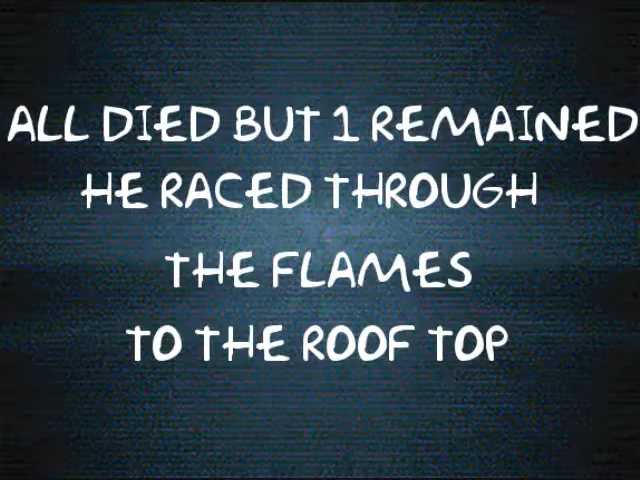 ALL DIED BUT 1 REMAINED
HE RACED THROUGH
THE FLAMES
TO THE ROOF TOP